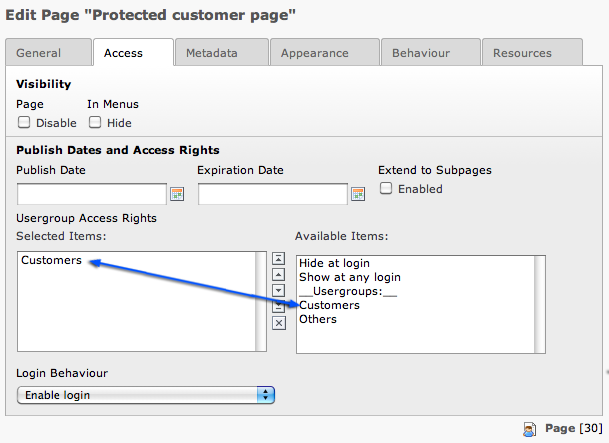 Edit Page "Protected customer page"
General Access Metadata Appearance Behaviour Resources
Visibility
Page In Menus
Disable Hide
Publish Dates and Access Rights
Publish Date Expiration Date Extend to Subpages
Enabled
Usergroup Access Rights
Selected Items: Available Items:
Customers
Hide at login
Show at any login
__Usergroups:__
Customers
Others
Login Behaviour
Enable login
Page [30]